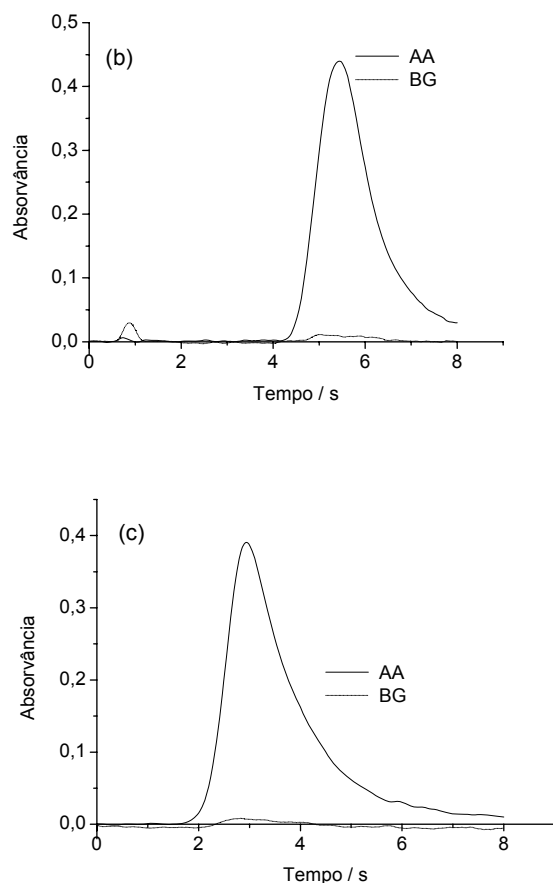 0,5
(b)
AA
BG
0,4
0,3
Absorvância
0,2
0,1
0,0
0 2 4 6 8
Tempo / s
(c)
0,4
0,3
Absorvância
AA
BG
0,2
0,1
0,0
0 2 4 6 8
Tempo / s